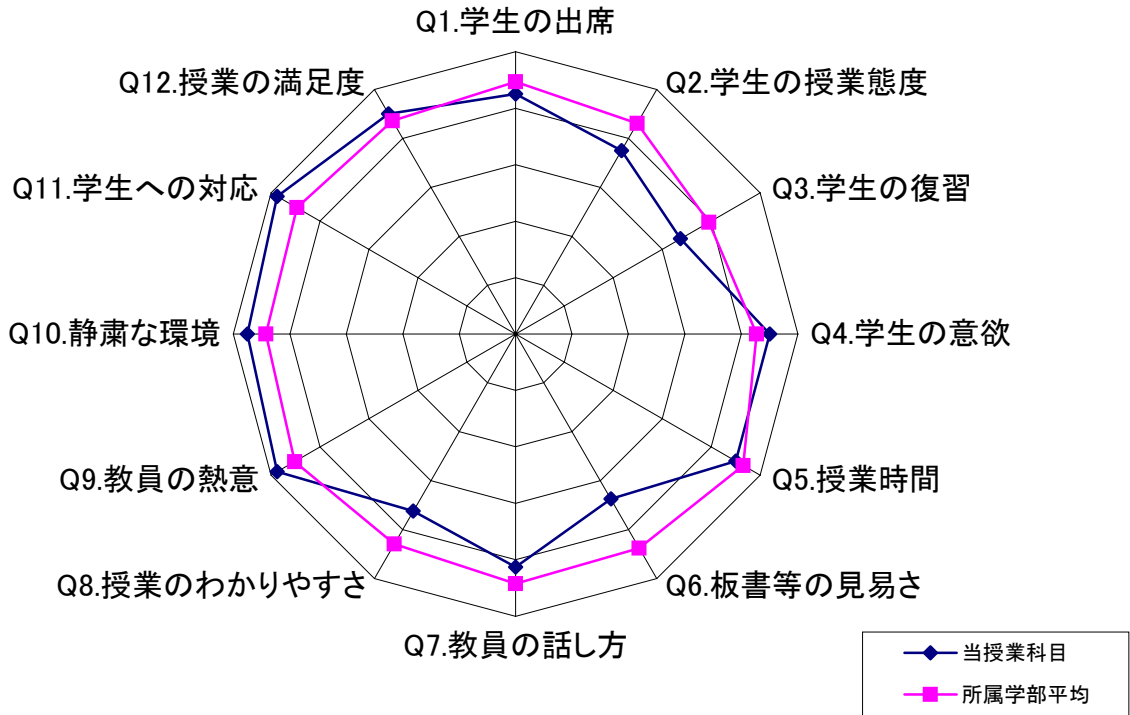 Q1.学生の出席
Q2.学生の授業態度
Q3.学生の復習
Q4.学生の意欲
Q5.授業時間
Q6.板書等の見易さ
Q7.教員の話し方
Q8.授業のわかりやすさ
Q9.教員の熱意
Q10.静粛な環境
Q11.学生への対応
Q12.授業の満足度
当授業科目
所属学部平均